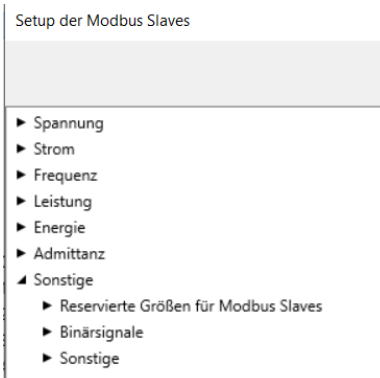 Setup der Modbus Slaves
Spannung
Strom
Frequenz
Leistung
Energie
Admittanz
Sonstige
Reservierte Größen für Modbus Slaves
Binärsignale
Sonstige